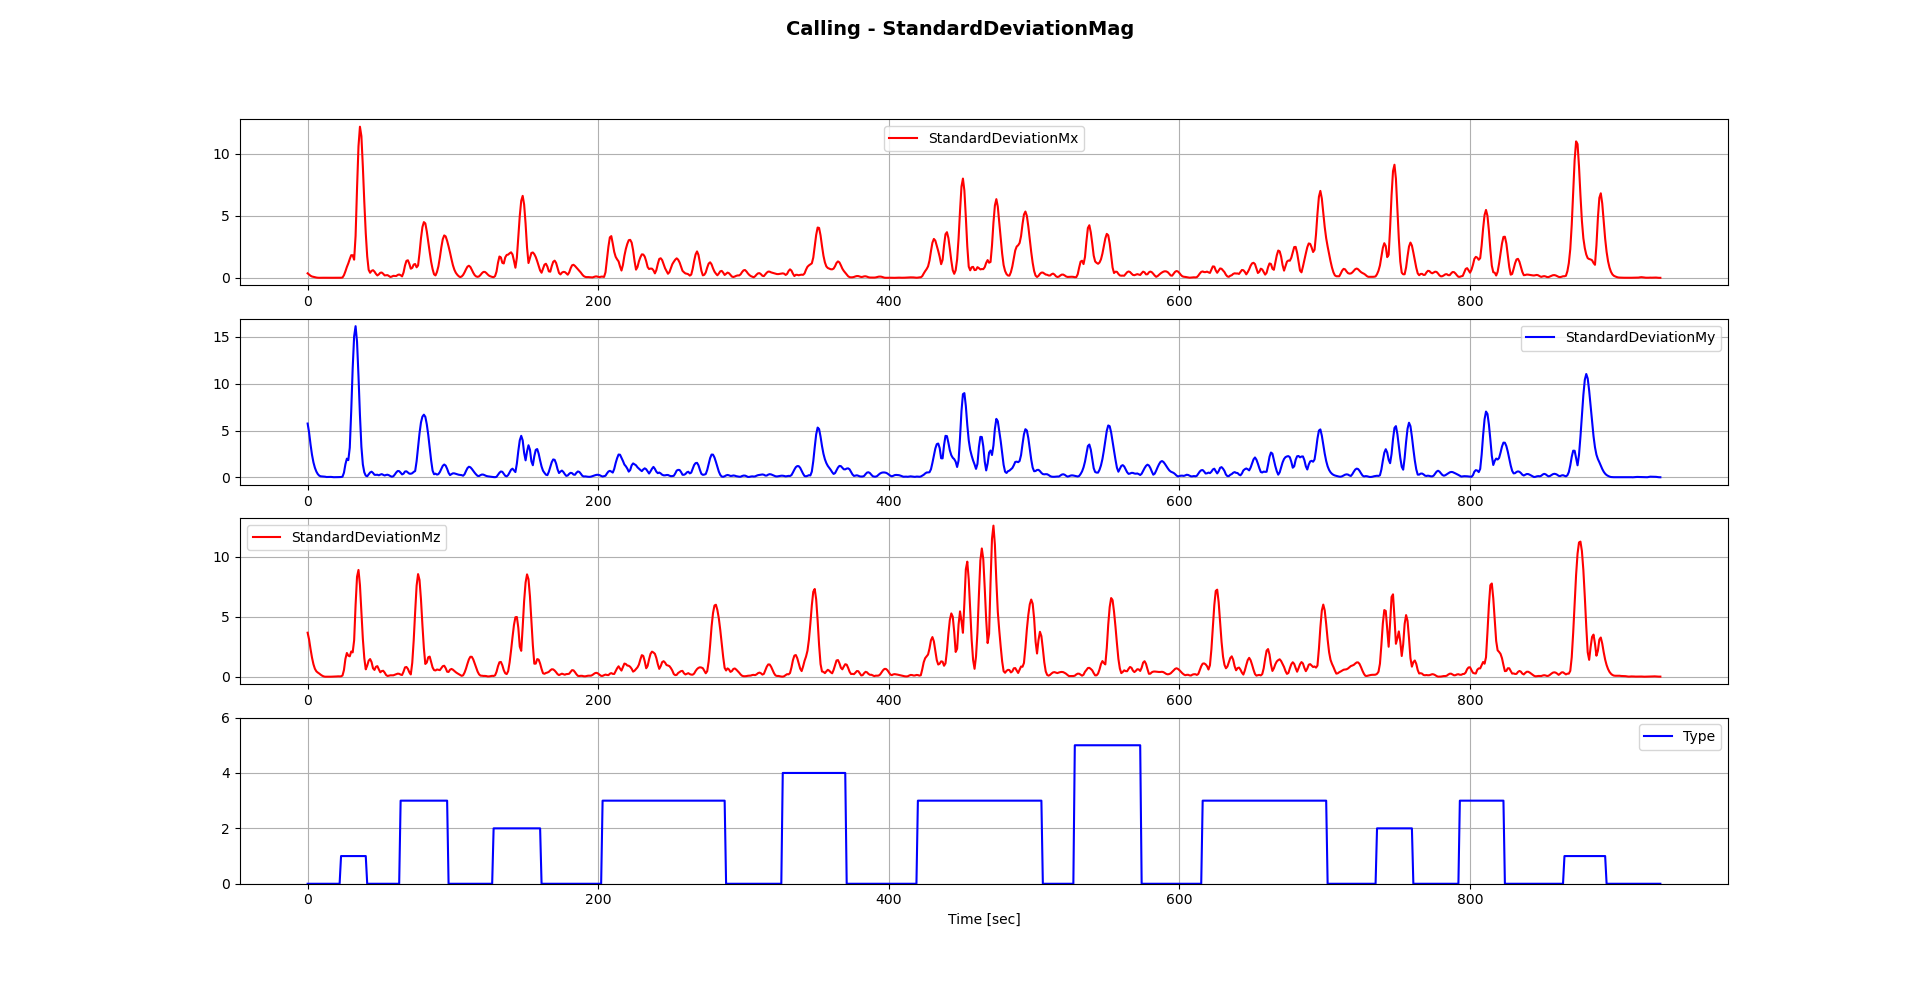 Calling - StandardDeviationMag
StandardDeviationMx
10
5
0
0 200 400 600 800
StandardDeviationMy
15
10
5
0
0 200 400 600 800
StandardDeviationMz
10
5
0
0 200 400 600 800
6
Type
4
2
0
0 200 400 600 800
Time [sec]